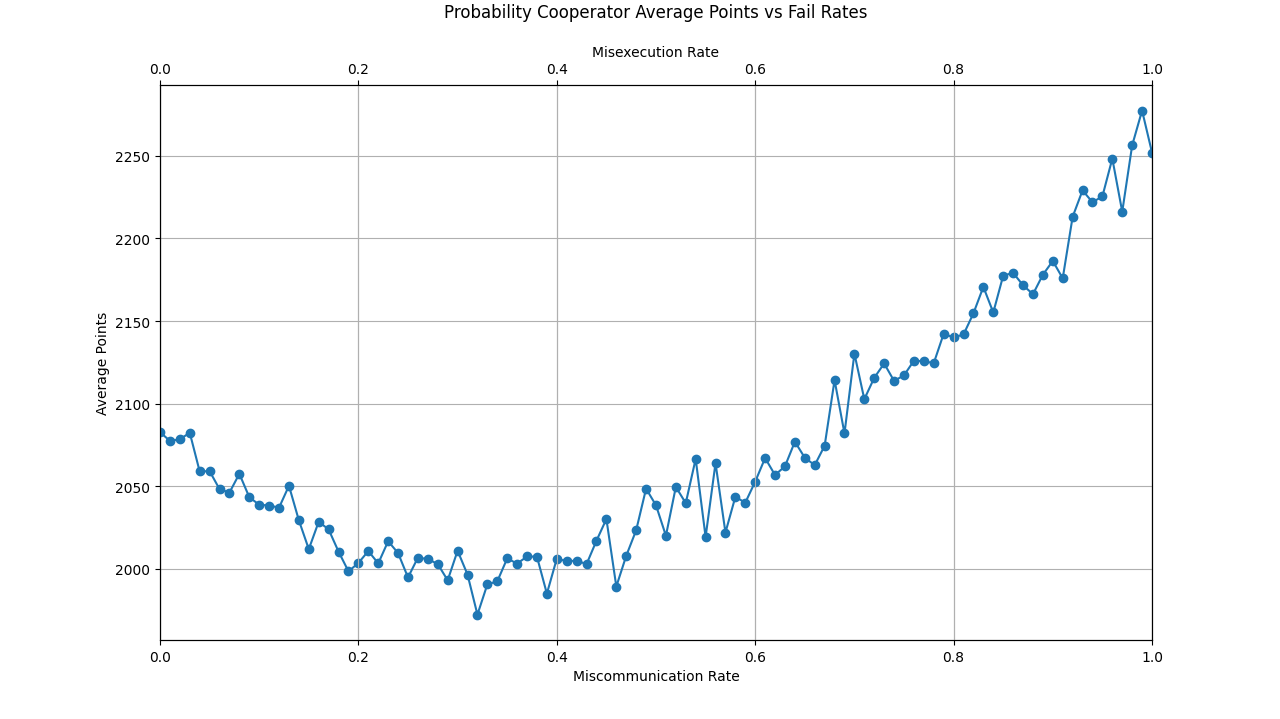 Probability Cooperator Average Points vs Fail Rates
Misexecution Rate
0.0 0.2 0.4 0.6 0.8 1.0
2250
2200
2150
2100
2050
2000
Average Points
0.0 0.2 0.4 0.6 0.8 1.0
Miscommunication Rate